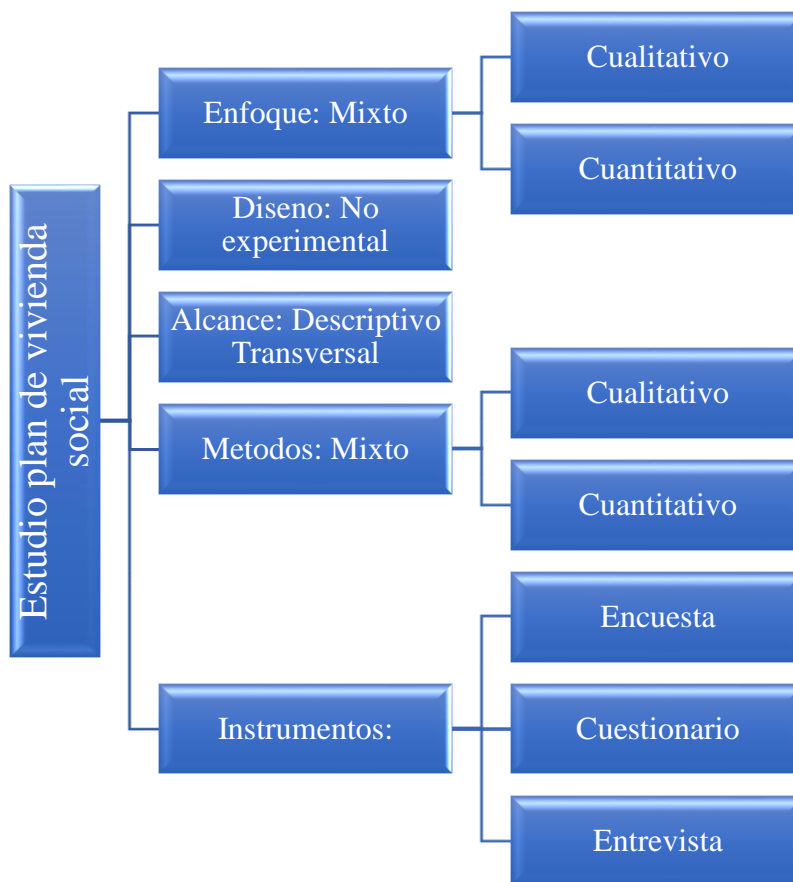 Estudio plan de vivienda
social
Enfoque: Mixto
Cualitativo
Cuantitativo
Diseno: No
experimental
Alcance: Descriptivo
Transversal
Metodos: Mixto
Cualitativo
Cuantitativo
Instrumentos:
Encuesta
Cuestionario
Entrevista